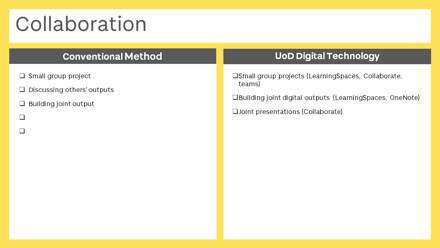 Collaboration
Conventional Method
❑ Small group project
❑ Discussing others' outputs
❑ Building joint output
❑
❑
UoD Digital Technology
❑Small group projects (LearningSpaces, Collaborate,
teams)
❑Building joint digital outputs (LearningSpaces, OneNote)
❑Joint presentations (Collaborate)